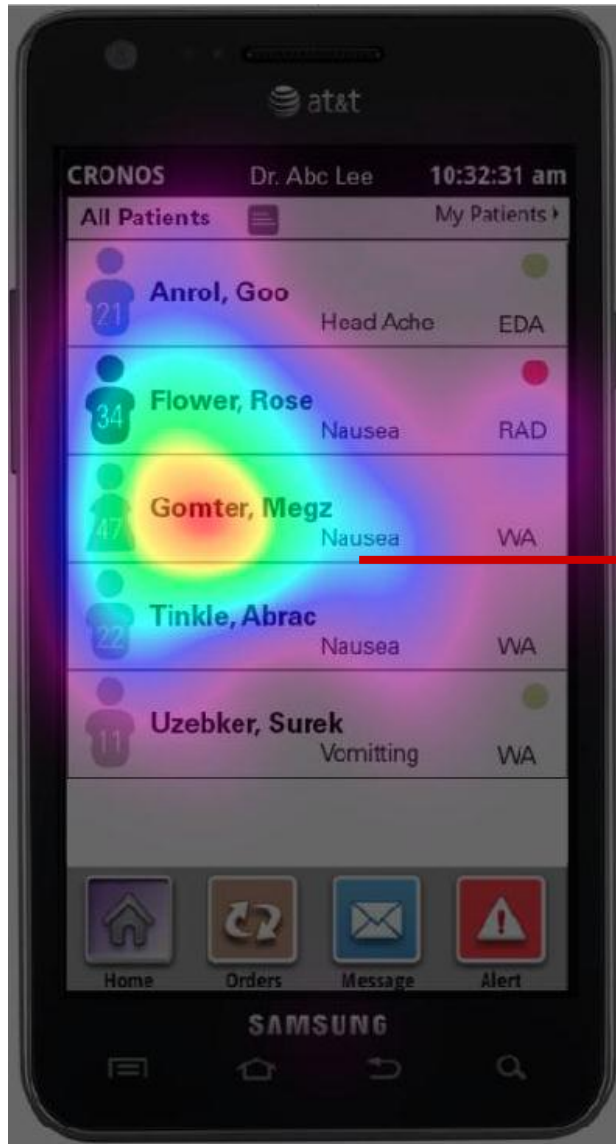 at&t
CRONOS Dr. Abc Lee 10:32:31 am
All Patients My Patients
21 Anrol, Goo
Head Ache EDA
34 Flower, Rose
Nausea RAD
47 Gomter, Megz
Nausea WA
22 Tinkle, Abrac
Nausea WA
11 Uzebker, Surek
Vomitting WA
Home Orders Message Alert
SAMSUNG